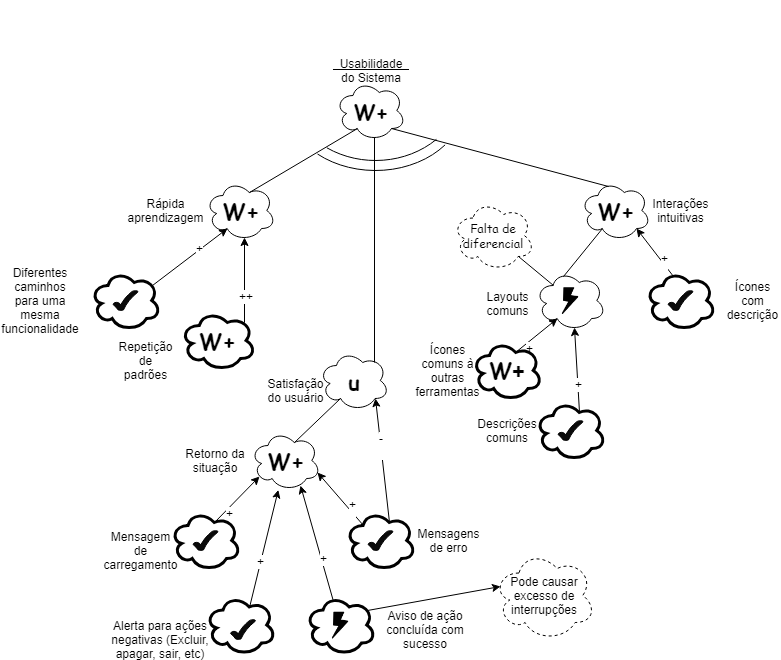 Usabilidade
do Sistema
W+
Rápida
aprendizagem
W+
W+
Interações
intuitivas
Falta de
diferencial
+
+
Diferentes
caminhos
para uma
mesma
funcionalidade
++
Layouts
comuns
Ícones
com
descrição
Repetição
de
padrões
W+
Ícones
comuns à
outras
ferramentas
+
W+
Satisfação
do usuário
u
+
Descrições
comuns
-
Retorno da
situação
W+
+
+
Mensagem
de
carregamento
Mensagens
de erro
+
+
Pode causar
excesso de
interrupções
Alerta para ações
negativas (Excluir,
apagar, sair, etc)
Aviso de ação
concluída com
sucesso